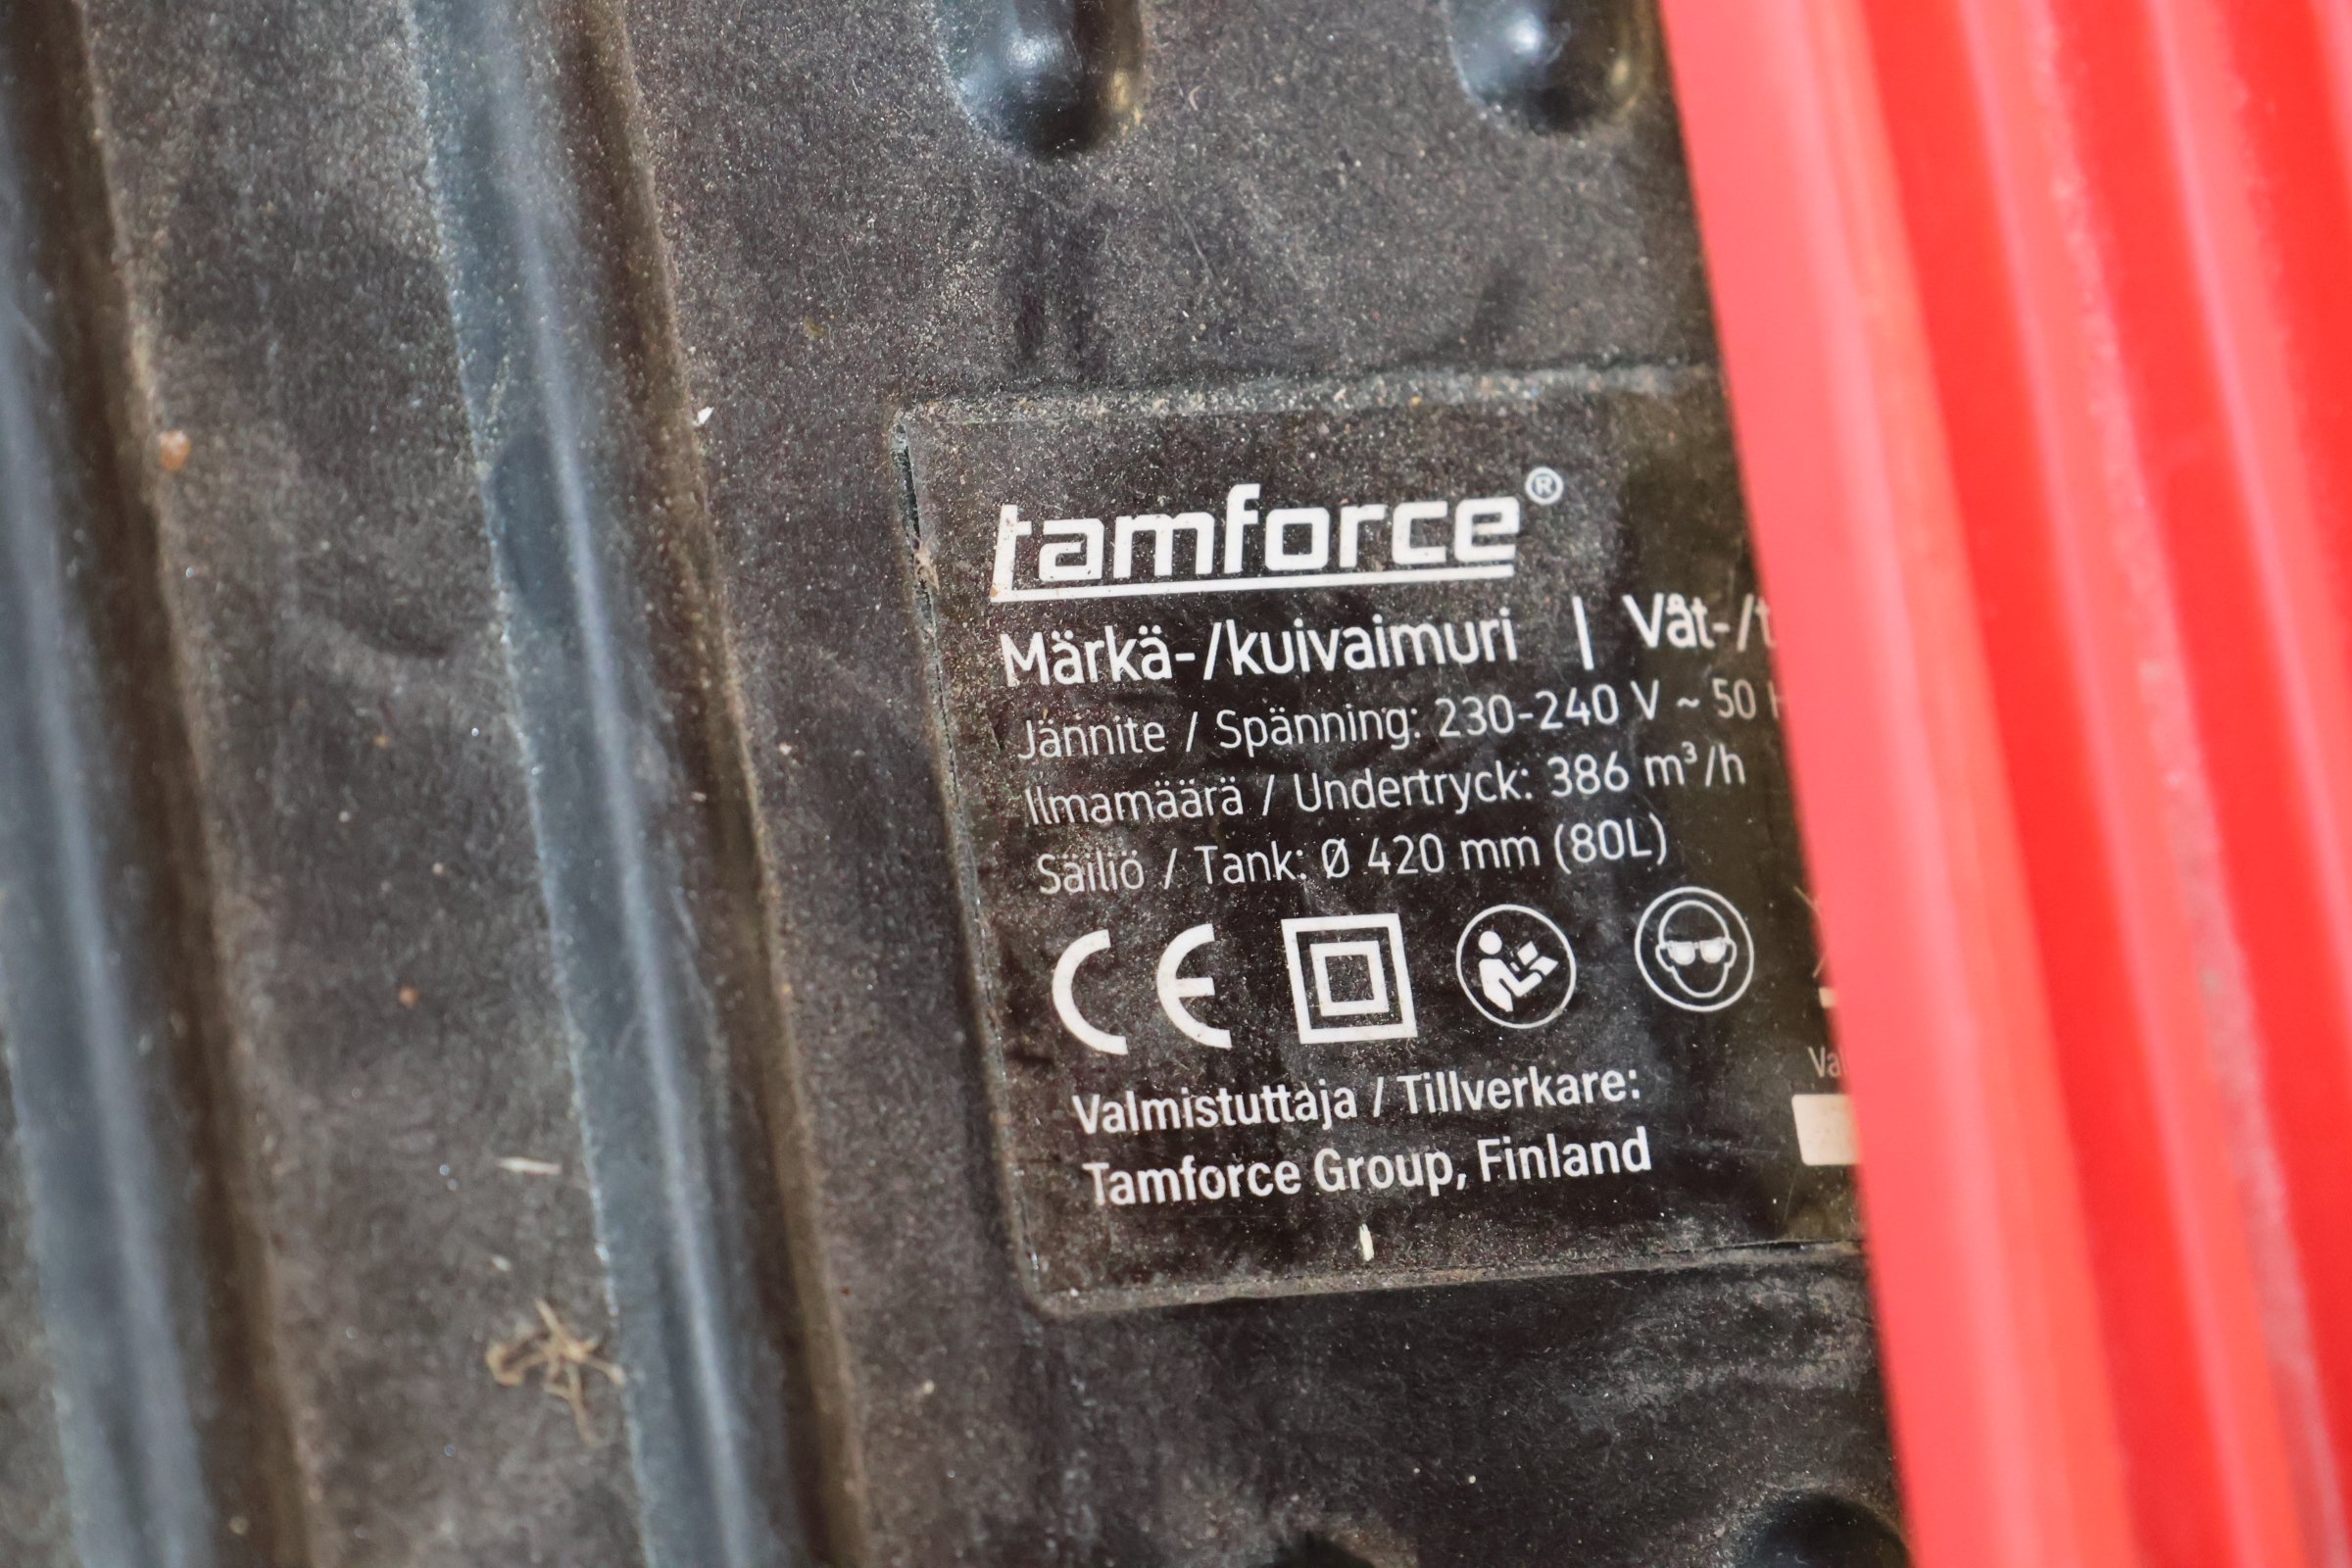 tamforce®
Märkä-/kuivaimuri | Våt-/t
Jännite / Spänning: 230-240 V ~ 50 H
Ilmamäärä / Undertryck: 386 m³/h
Säiliö / Tank: Ø 420 mm (80L)
CE
Va
Valmistuttaja / Tillverkare:
Tamforce Group, Finland